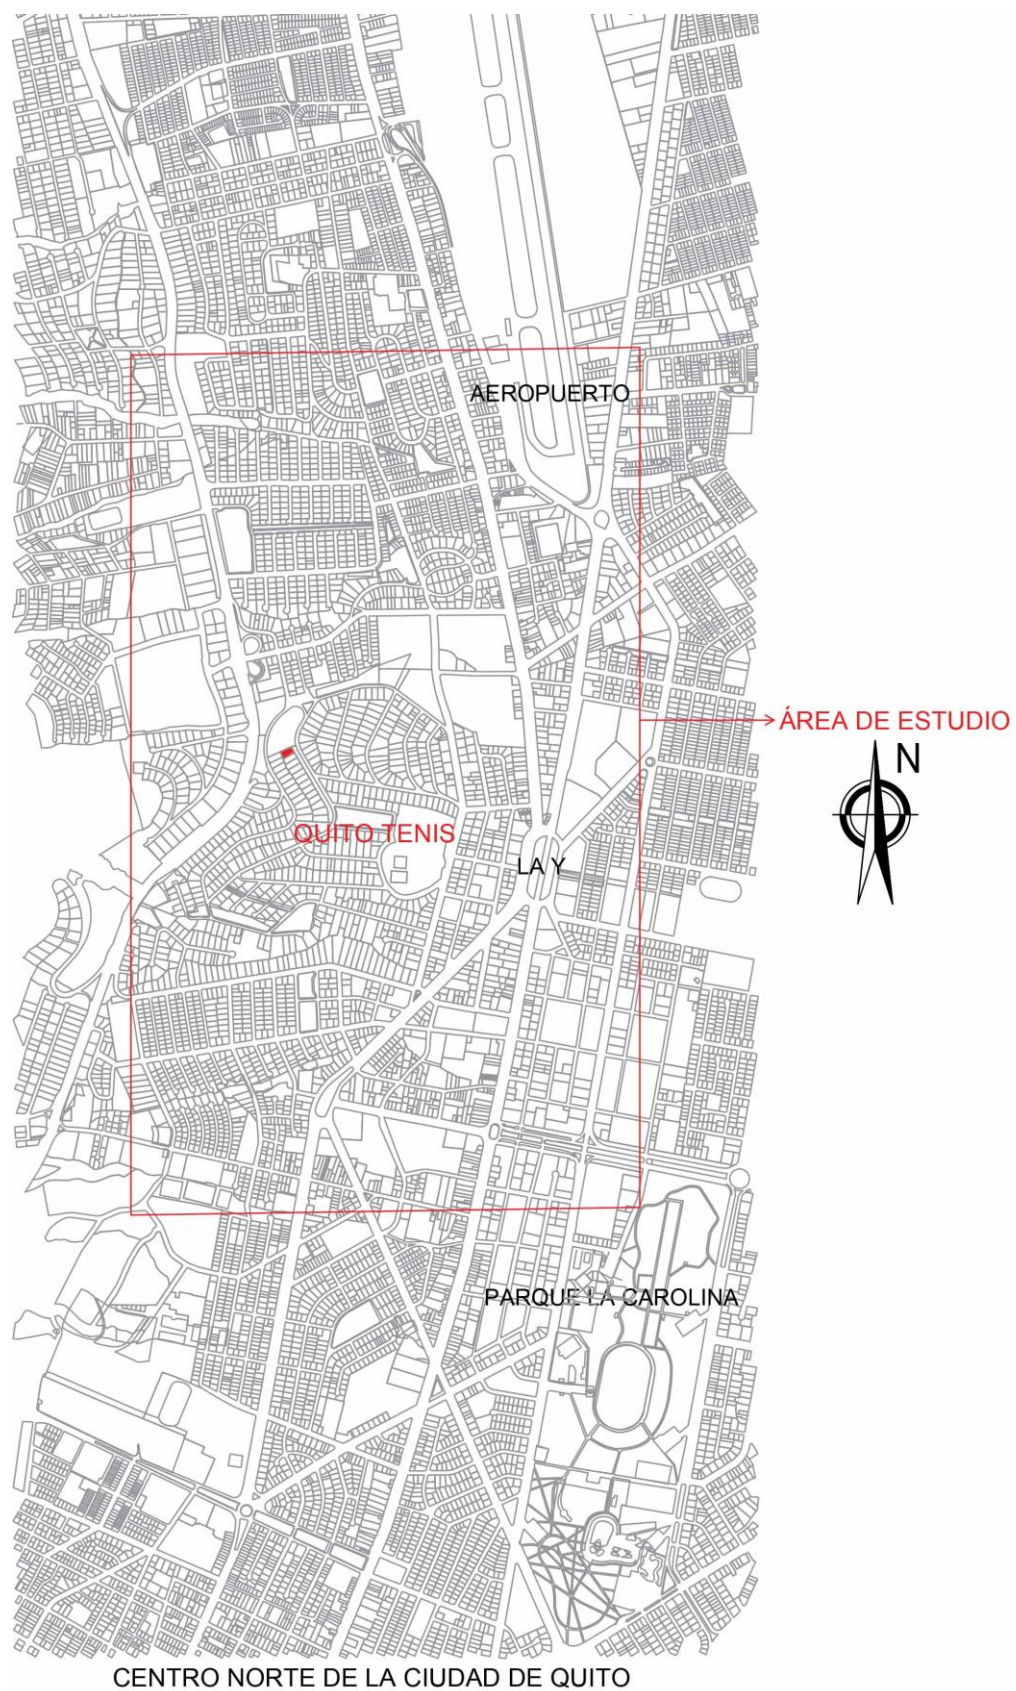 AEROPUERTO
ÁREA DE ESTUDIO
N
QUITO TENIS
LA Y
PARQUE LA CAROLINA
CENTRO NORTE DE LA CIUDAD DE QUITO